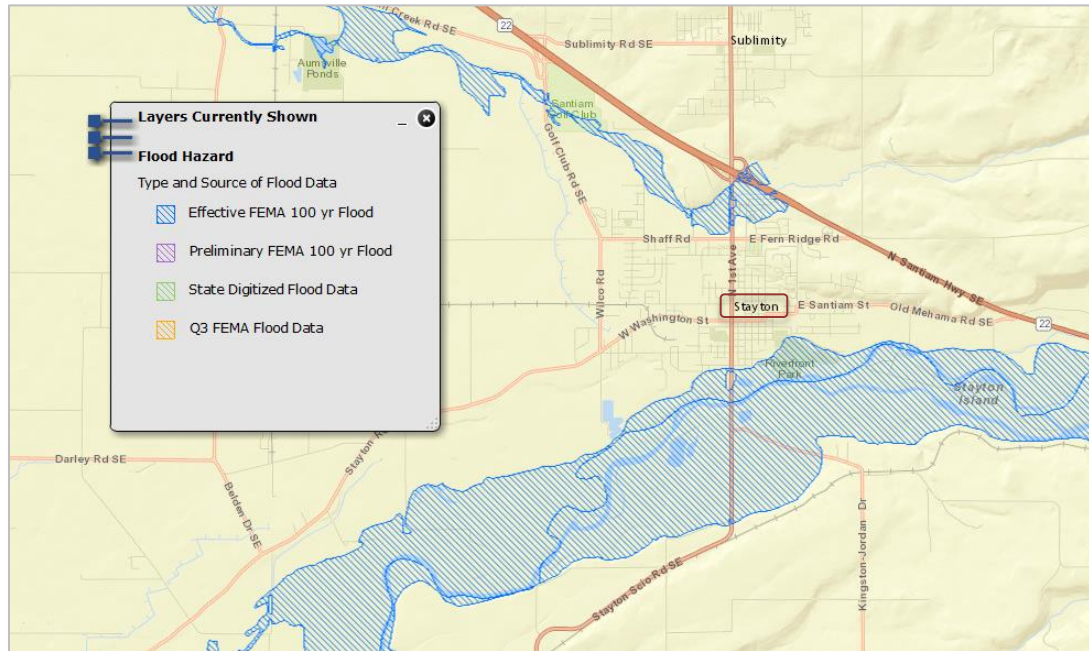 Creek Rd SE
22
Sublimity Rd SE
Sublimity
Aumsville
Ponds
Santiam
Golf Club
Golf Club Rd SE
Layers Currently Shown
Flood Hazard
Type and Source of Flood Data
Effective FEMA 100 yr Flood
Preliminary FEMA 100 yr Flood
State Digitized Flood Data
Q3 FEMA Flood Data
Shaff Rd
E Fern Ridge Rd
N 1st Ave
N Santiam Hwy SE
Wilco Rd
Stayton
E Santiam St
Old Mehama Rd SE
22
W Washington St
Riverfront
Park
Stayton
Island
Darley Rd SE
Stayton
Belden Dr SE
Kingston-Jordan Dr
Stayton Scio Rd SE